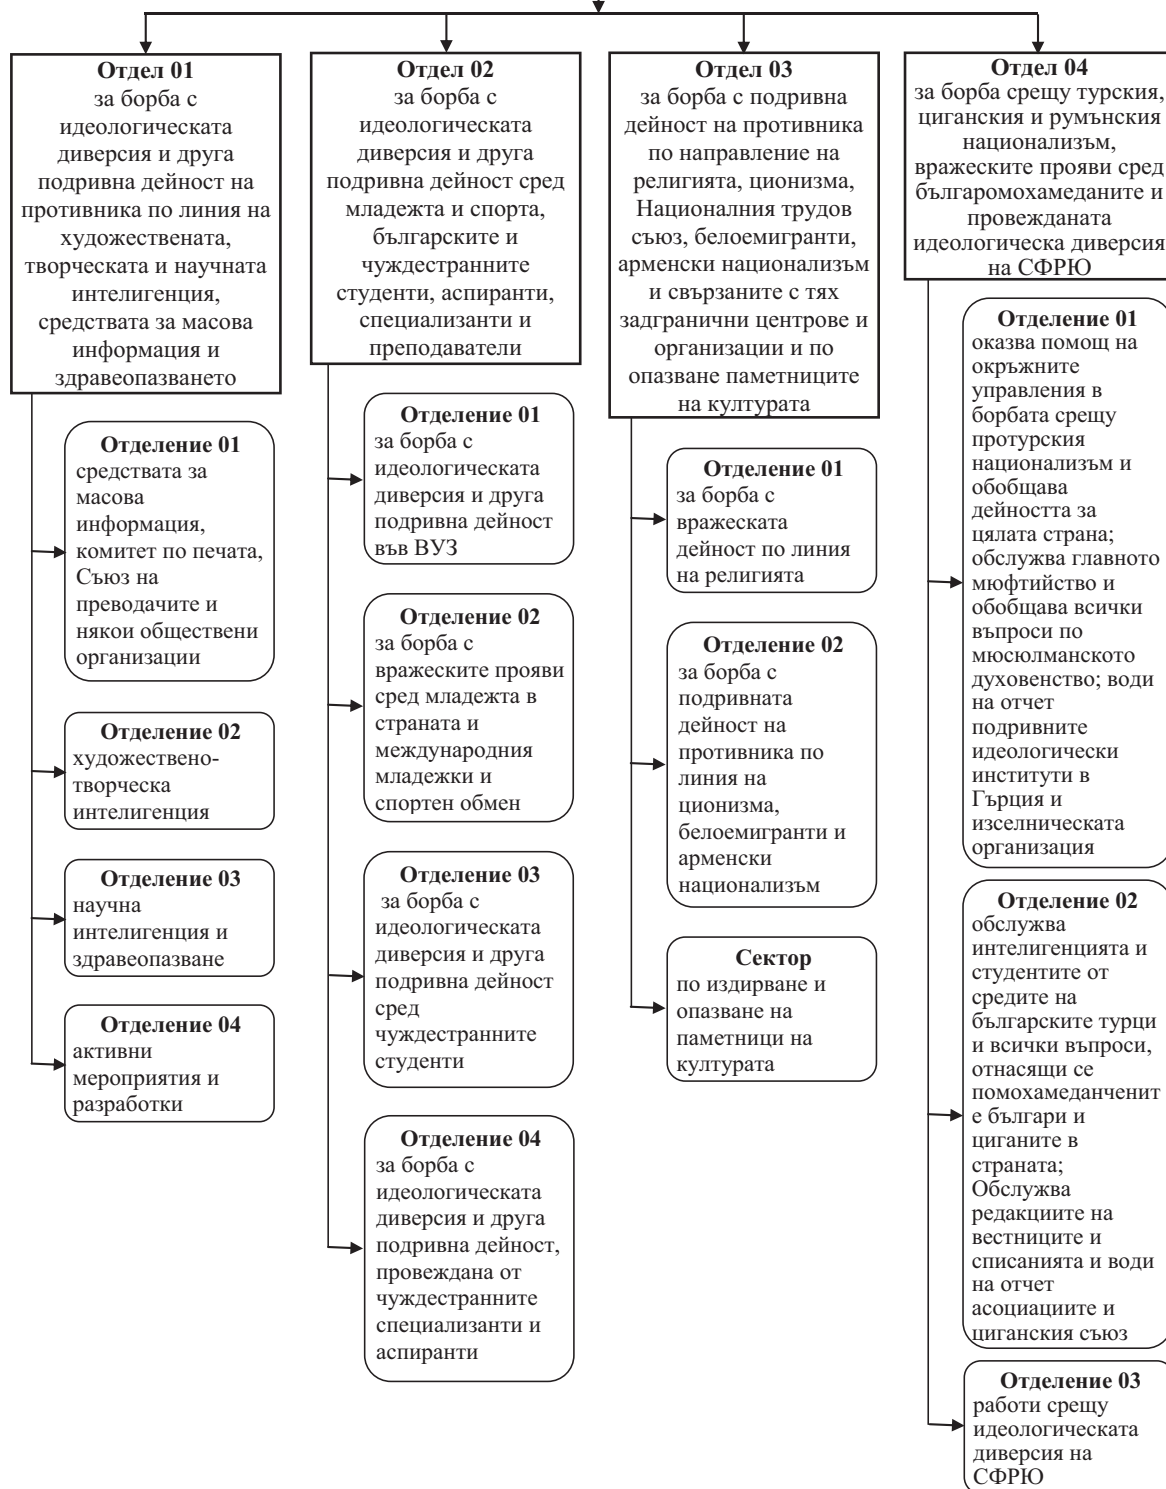 Отдел 01
за борба с
идеологическата
диверсия и друга
подривна дейност на
противника по линия на
художествената,
творческата и научната
интелигенция,
средствата за масова
информация и
здравеопазването
Отделение 01
средствата за
масова
информация,
комитет по печата,
Съюз на
преводачите и
някои обществени
организации
Отделение 02
художествено-
творческа
интелигенция
Отделение 03
научна
интелигенция и
здравеопазване
Отделение 04
активни
мероприятия и
разработки
Отдел 02
за борба с
идеологическата
диверсия и друга
подривна дейност сред
младежта и спорта,
българските и
чуждестранните
студенти, аспиранти,
специализанти и
преподаватели
Отделение 01
за борба с
идеологическата
диверсия и друга
подривна дейност
във ВУЗ
Отделение 02
за борба с
вражеските прояви
сред младежта в
страната и
международния
младежки и
спортен обмен
Отделение 03
за борба с
идеологическата
диверсия и друга
подривна дейност
сред
чуждестранните
студенти
Отделение 04
за борба с
идеологическата
диверсия и друга
подривна дейност,
провеждана от
чуждестранните
специализанти и
аспиранти
Отдел 03
за борба с подривна
дейност на противника
по направление на
религията, ционизма,
Националния трудов
съюз, белоемигранти,
арменски национализъм
и свързаните с тях
задгранични центрове и
организации и по
опазване паметниците
на културата
Отделение 01
за борба с
вражеската
дейност по линия
на религията
Отделение 02
за борба с
подривната
дейност на
противника по
линия на
ционизма,
белоемигранти и
арменски
национализъм
Сектор
по издирване и
опазване на
паметници на
културата
Отдел 04
за борба срещу турския,
циганския и румънския
национализъм,
вражеските прояви сред
българомохамеданите и
провежданата
идеологическа диверсия
на СФРЮ
Отделение 01
оказва помощ на
окръжните
управления в
борбата срещу
протурския
национализъм и
обобщава
дейността за
цялата страна;
обслужва главното
мюфтийство и
обобщава всички
въпроси по
мюсюлманското
духовенство; води
на отчет
подривните
идеологически
институти в
Гърция и
изселническата
организация
Отделение 02
обслужва
интелигенцията и
студентите от
средите на
българските турци
и всички въпроси,
отнасящи се
помохамеданченит
е българи и
циганите в
страната;
Обслужва
редакциите на
вестниците и
списанията и води
на отчет
асоциациите и
циганския съюз
Отделение 03
работи срещу
идеологическата
диверсия на
СФРЮ